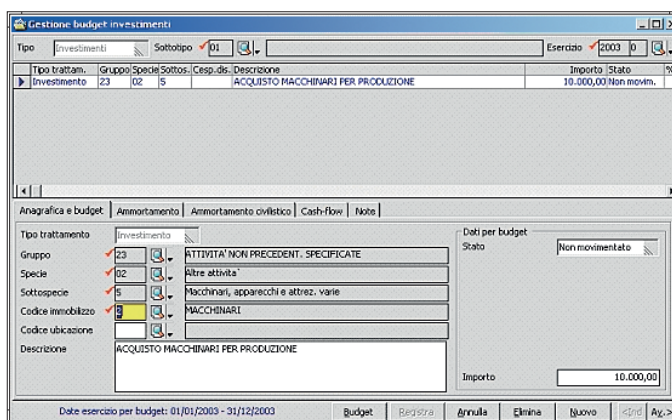 Gestione budget investimenti
Tipo Investimenti Sottotipo 01 Esercizio 2003 0
Tipo trattam. Gruppo Specie Sottos. Cesp.dis. Descrizione Importo Stato %
Investimento 23 02 5 ACQUISTO MACCHINARI PER PRODUZIONE 10.000,00 Non movim.
Anagrafica e budget Ammortamento Ammortamento civilistico Cash-flow Note
Tipo trattamento Investimento
Dati per budget
Stato Non movimentato
Gruppo 23 ATTIVITA' NON PRECEDENT. SPECIFICATE
Specie 02 Altre attivita`
Sottospecie 5 Macchinari, apparecchi e attrez. varie
Codice immobilizzo 2 MACCHINARI
Codice ubicazione
Descrizione ACQUISTO MACCHINARI PER PRODUZIONE
Importo 10.000,00
Date esercizio per budget: 01/01/2003 - 31/12/2003 Budget Registra Annulla Elimina Nuovo <Ind Av..>